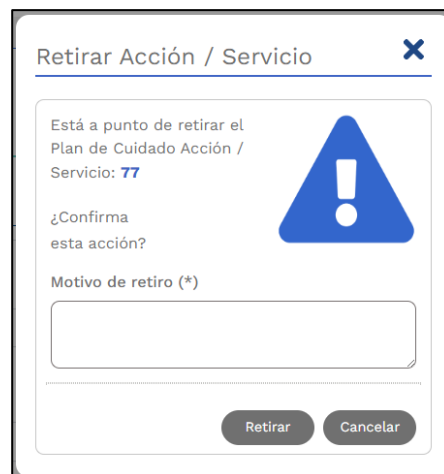 Retirar Acción / Servicio
Está a punto de retirar el
Plan de Cuidado Acción /
Servicio: 77
¿Confirma
esta acción?
Motivo de retiro (*)
Retirar Cancelar